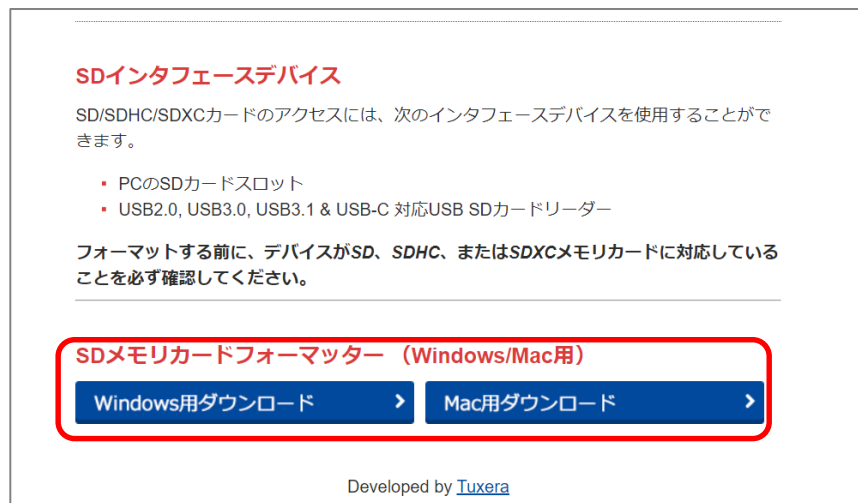 SDインタフェースデバイス
SD/SDHC/SDXCカードのアクセスには、次のインタフェースデバイスを使用することがで
きます。
▪ PCのSDカードスロット
▪ USB2.0, USB3.0, USB3.1 & USB-C 対応USB SDカードリーダー
フォーマットする前に、デバイスがSD、SDHC、またはSDXCメモリカードに対応している
ことを必ず確認してください。
SDメモリカードフォーマッター （Windows/Mac用）
Windows用ダウンロード
Mac用ダウンロード
Developed by Tuxera